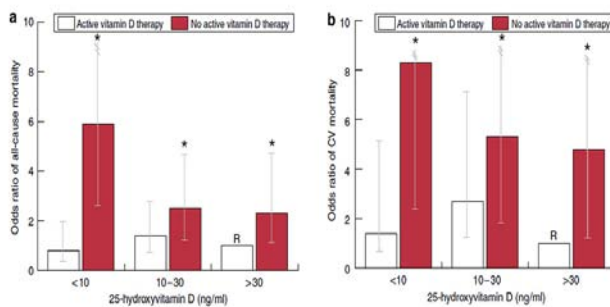 a
Active vitamin D therapy
No active vitamin D therapy
Odds ratio of all-cause mortality
10
8
6
4
2
0
*
*
*
R
<10
10–30
>30
25-hydroxyvitamin D (ng/ml)
b
Active vitamin D therapy
No active vitamin D therapy
Odds ratio of CV mortality
10
8
6
4
2
0
*
*
*
R
<10
10–30
>30
25-hydroxyvitamin D (ng/ml)